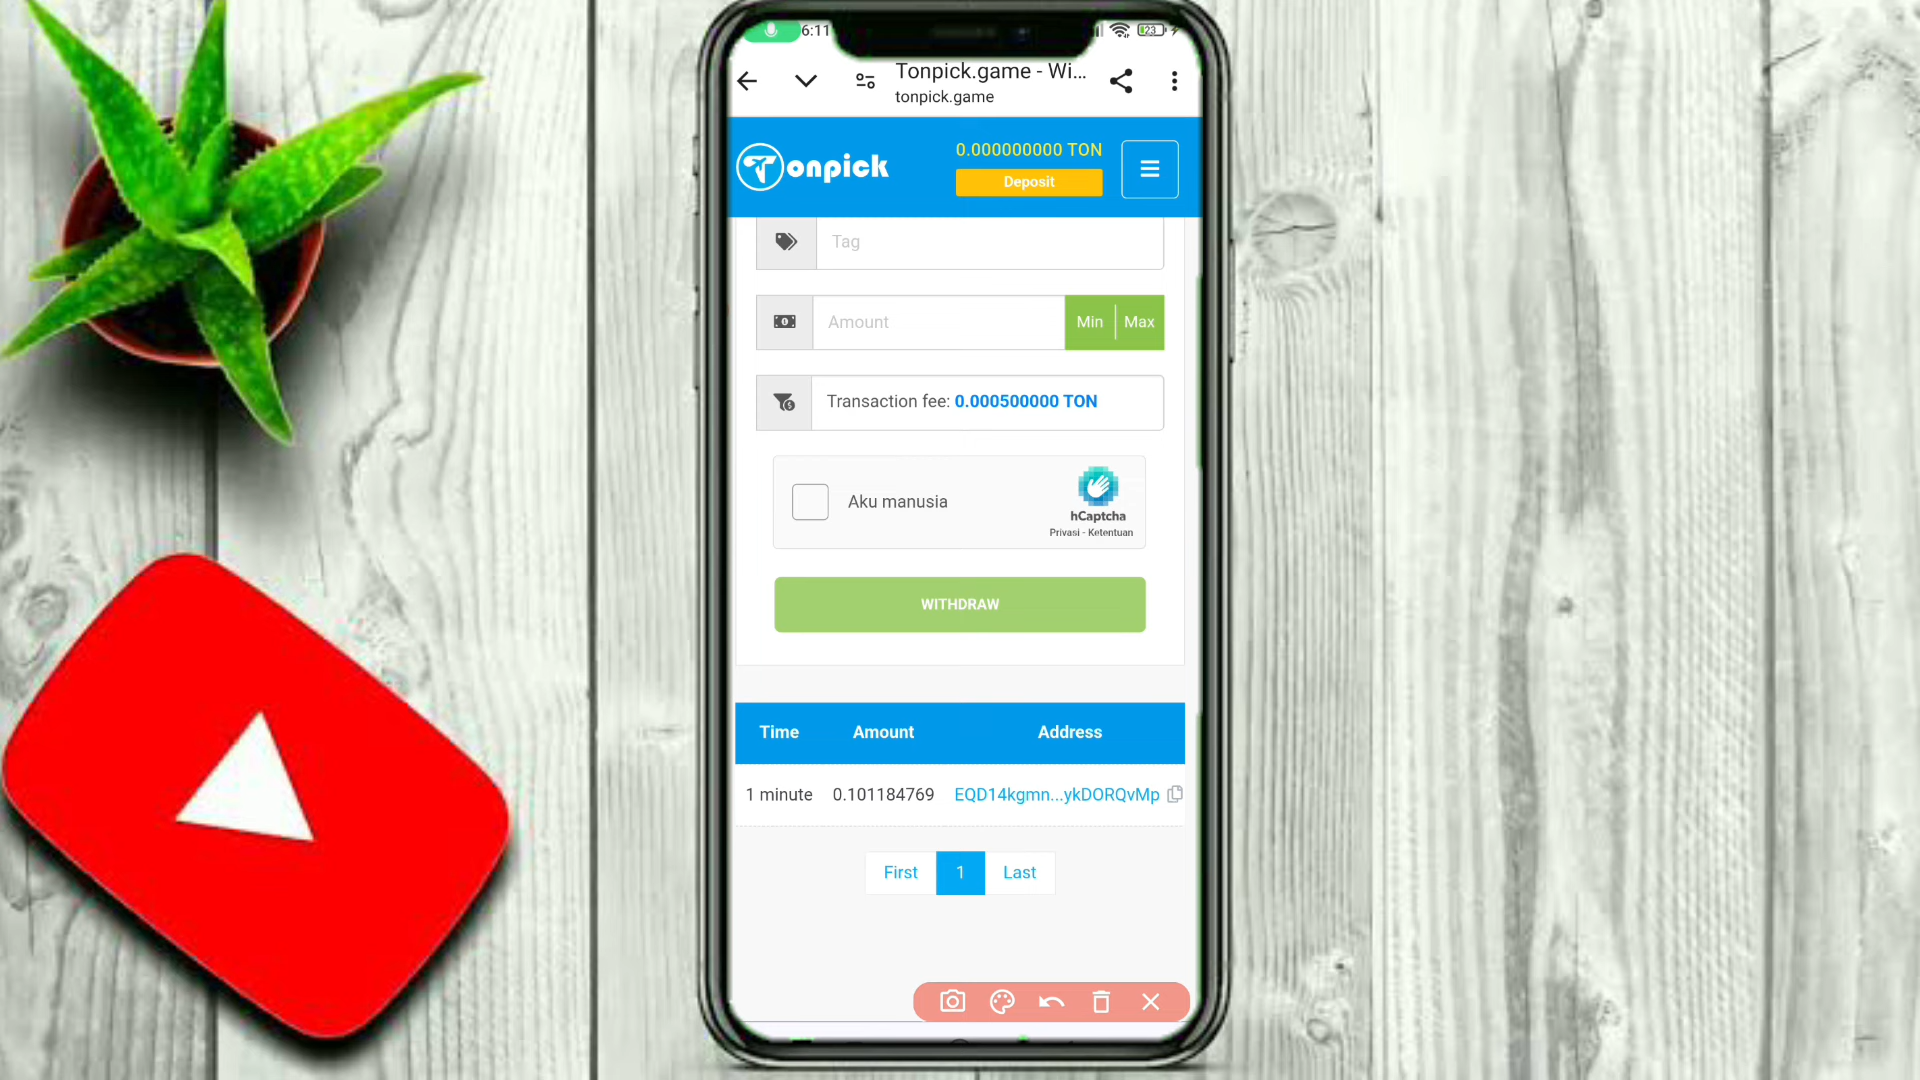 6:11
23
Tonpick.game - Wi...
tonpick.game
Tonpick
0.000000000 TON
Deposit
Tag
Amount
Min
Max
Transaction fee: 0.000500000 TON
Aku manusia
hCaptcha
Privasi - Ketentuan
WITHDRAW
Time Amount Address
1 minute 0.101184769 EQD14kgmn...ykDORQvMp
First 1 Last